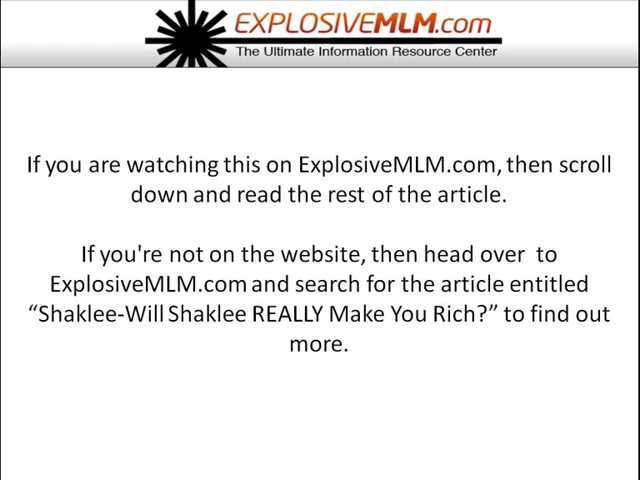 EXPLOSIVEMLM.com
The Ultimate Information Resource Center
If you are watching this on ExplosiveMLM.com, then scroll
down and read the rest of the article.
If you're not on the website, then head over to
ExplosiveMLM.com and search for the article entitled
“Shaklee-Will Shaklee REALLY Make You Rich?” to find out
more.